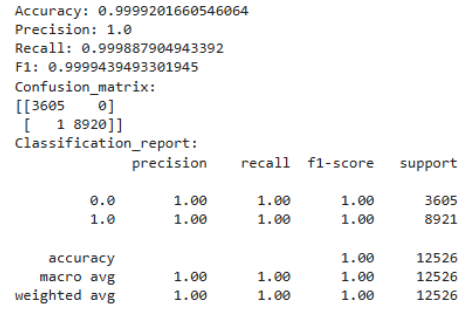 Accuracy: 0.9999201660546064
Precision: 1.0
Recall: 0.999887904943392
F1: 0.9999439493301945
Confusion_matrix:
[[3605    0]
 [   1 8920]]
Classification_report:
              precision    recall  f1-score   support

         0.0       1.00      1.00      1.00      3605
         1.0       1.00      1.00      1.00      8921

    accuracy                           1.00     12526
   macro avg       1.00      1.00      1.00     12526
weighted avg       1.00      1.00      1.00     12526